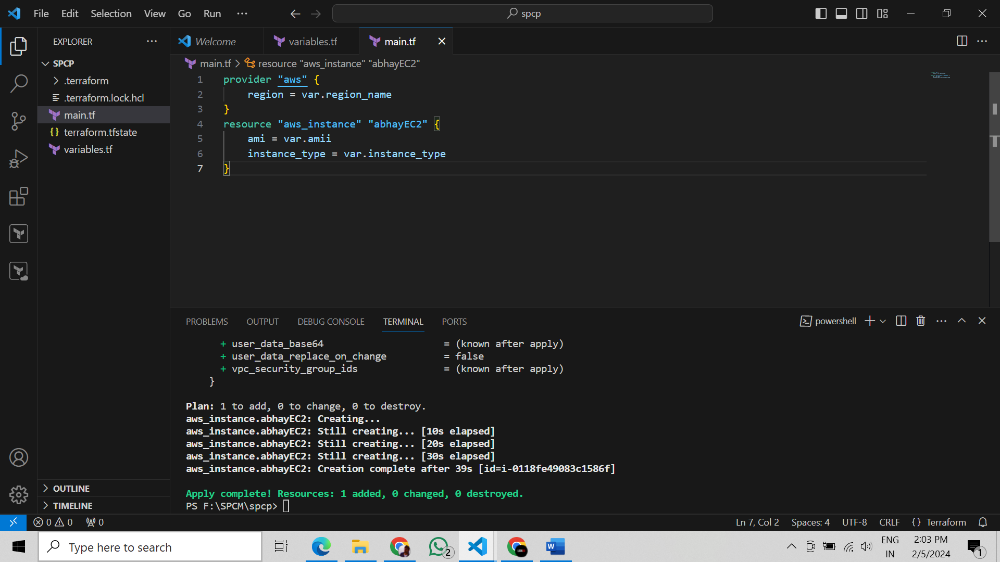 File Edit Selection View Go Run ···
spcp
EXPLORER ···
SPCP
.terraform
.terraform.lock.hcl
main.tf
terraform.tfstate
variables.tf
OUTLINE
TIMELINE
Welcome variables.tf main.tf
main.tf > resource "aws_instance" "abhayEC2"
1 provider "aws" {
2     region = var.region_name
3 }
4 resource "aws_instance" "abhayEC2" {
5     ami = var.amii
6     instance_type = var.instance_type
7 }
PROBLEMS OUTPUT DEBUG CONSOLE TERMINAL PORTS
powershell
+ user_data_base64 = (known after apply)
+ user_data_replace_on_change = false
+ vpc_security_group_ids = (known after apply)
}
Plan: 1 to add, 0 to change, 0 to destroy.
aws_instance.abhayEC2: Creating...
aws_instance.abhayEC2: Still creating... [10s elapsed]
aws_instance.abhayEC2: Still creating... [20s elapsed]
aws_instance.abhayEC2: Still creating... [30s elapsed]
aws_instance.abhayEC2: Creation complete after 39s [id=i-0118fe49083c1586f]
Apply complete! Resources: 1 added, 0 changed, 0 destroyed.
PS F:\SPCM\spcp>
0 0 0
Ln 7, Col 2 Spaces: 4 UTF-8 CRLF {} Terraform
Type here to search
2
W
ENG
IN
2:03 PM
2/5/2024
1